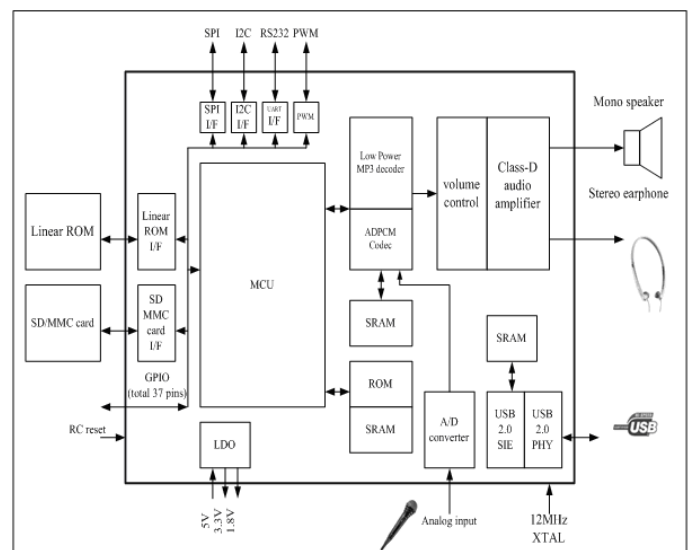 SPI I2C RS232 PWM
SPI
I/F
I2C
I/F
UART
I/F
PWM
Mono speaker
Low Power
MP3 decoder
volume
control
Class-D
audio
amplifier
Stereo earphone
Linear ROM
Linear
ROM
I/F
ADPCM
Codec
MCU
SD/MMC card
SD
MMC
card
I/F
SRAM
SRAM
GPIO
(total 37 pins)
ROM
SRAM
A/D
converter
USB
2.0
SIE
USB
2.0
PHY
USB
RC reset
LDO
5V
3.3V
1.8V
Analog input
12MHz
XTAL